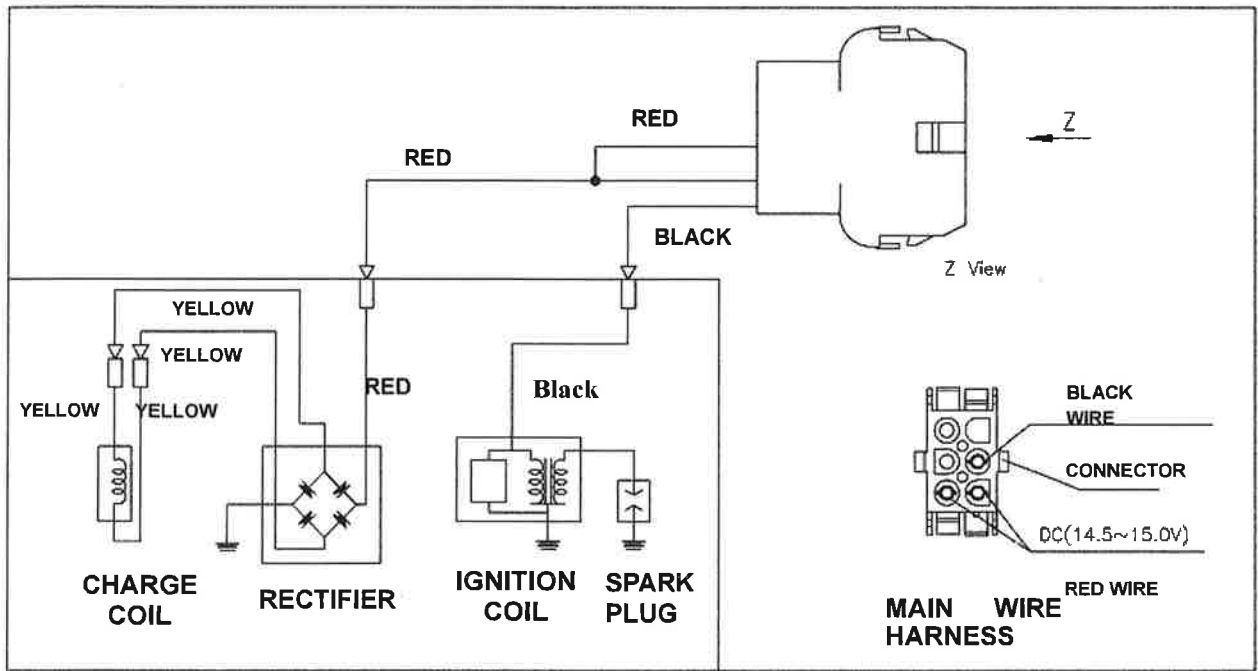 RED
RED
Z
BLACK
Z View
YELLOW
YELLOW
RED
YELLOW
YELLOW
Black
BLACK
WIRE
CONNECTOR
DC(14.5~15.0V)
RED WIRE
CHARGE
COIL
RECTIFIER
IGNITION
COIL
SPARK
PLUG
MAIN WIRE
HARNESS